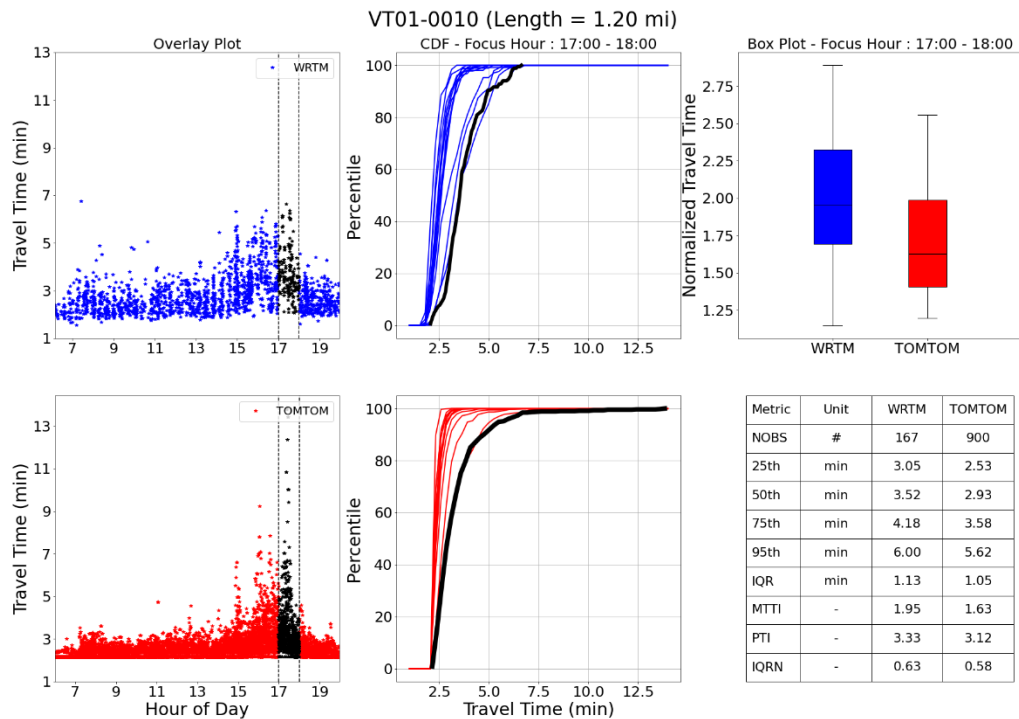 VT01-0010 (Length = 1.20 mi)
Overlay Plot
Travel Time (min)
13
11
9
7
5
3
1
7 9 11 13 15 17 19
WRTM
CDF - Focus Hour : 17:00 - 18:00
Percentile
100
80
60
40
20
0
2.5 5.0 7.5 10.0 12.5
Box Plot - Focus Hour : 17:00 - 18:00
Normalized Travel Time
2.75
2.50
2.25
2.00
1.75
1.50
1.25
WRTM TOMTOM
Travel Time (min)
13
11
9
7
5
3
1
7 9 11 13 15 17 19
Hour of Day
TOMTOM
Percentile
100
80
60
40
20
0
2.5 5.0 7.5 10.0 12.5
Travel Time (min)
Metric Unit WRTM TOMTOM
NOBS # 167 900
25th min 3.05 2.53
50th min 3.52 2.93
75th min 4.18 3.58
95th min 6.00 5.62
IQR min 1.13 1.05
MTTI - 1.95 1.63
PTI - 3.33 3.12
IQRN - 0.63 0.58